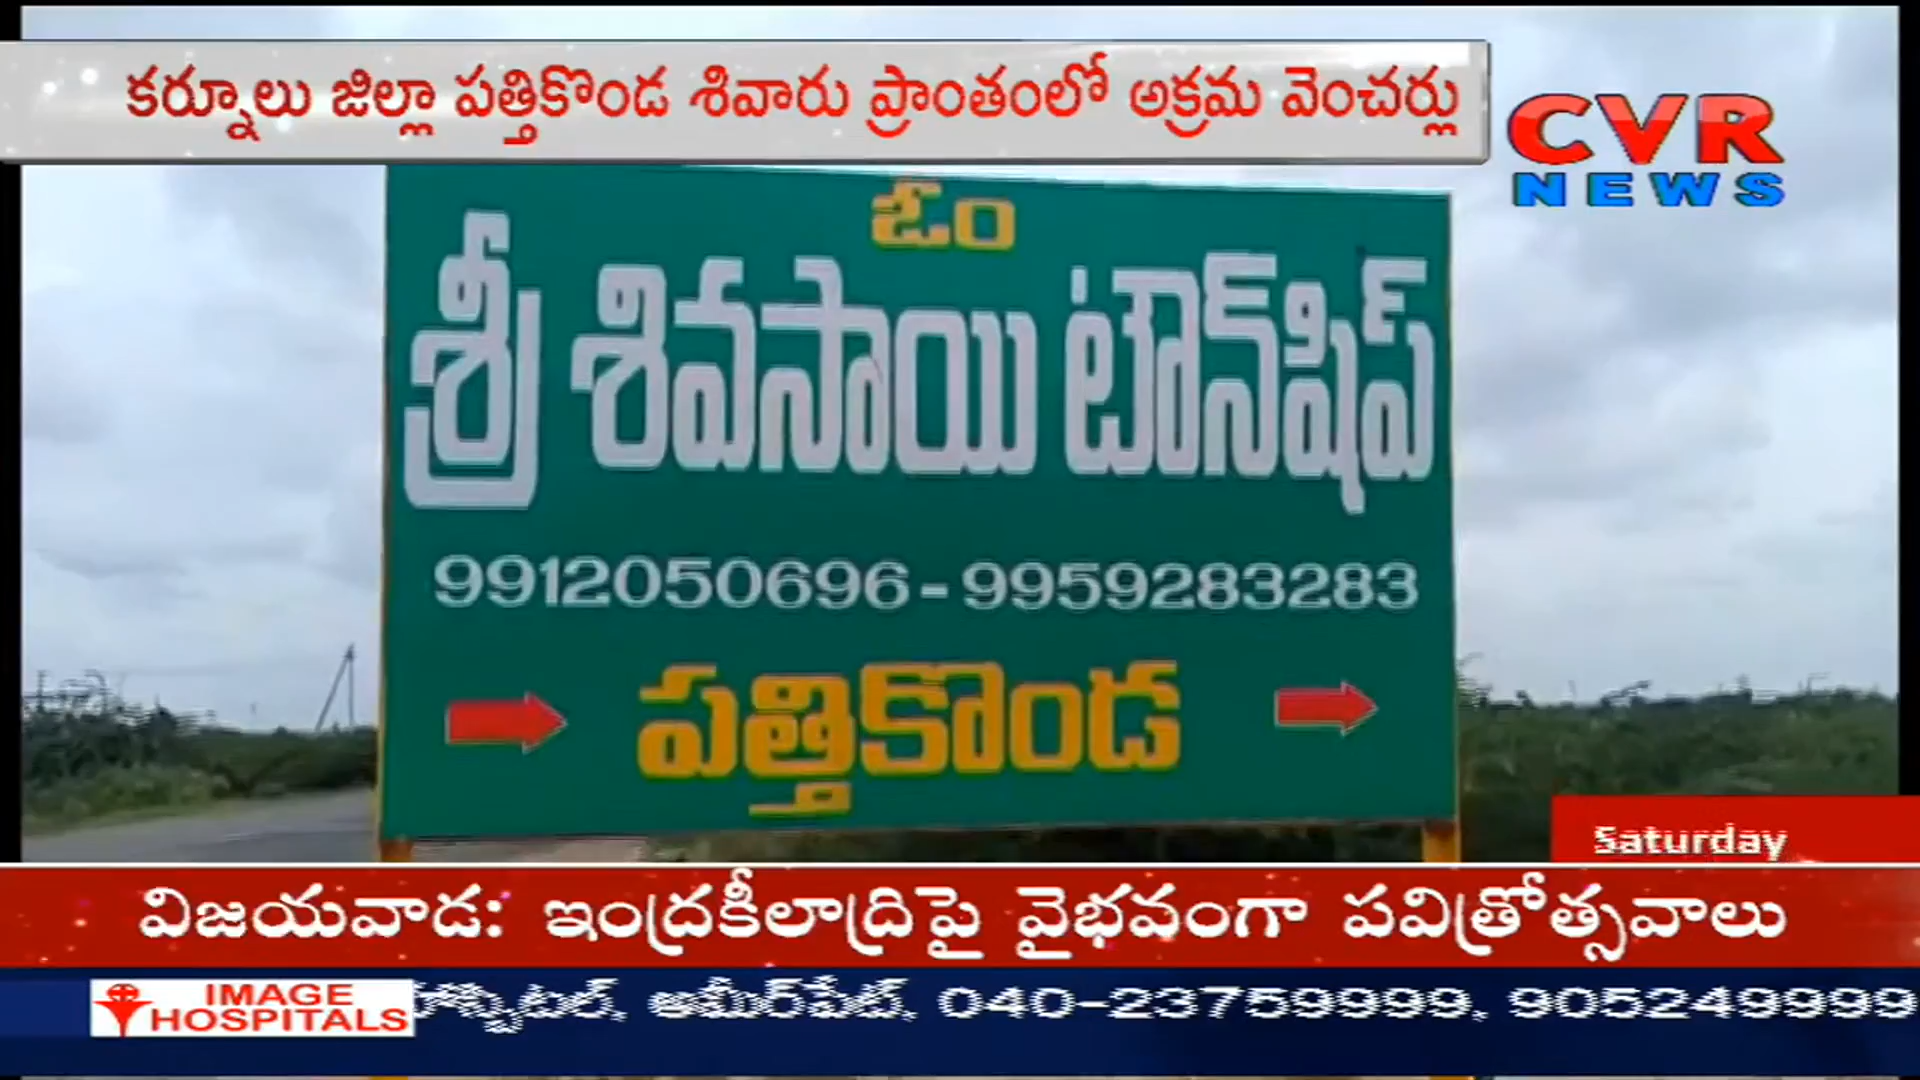 కర్నూలు జిల్లా పత్తికొండ శివారు ప్రాంతంలో అక్రమ వెంచర్లు
CVR
NEWS
ఓం
శ్రీ శివసాయి టౌన్‌షిప్
9912050696-9959283283
పత్తికొండ
Saturday
విజయవాడ: ఇంద్రకీలాద్రిపై వైభవంగా పవిత్రోత్సవాలు
IMAGE
HOSPITALS
అమీర్‌పేట్, 040-23759999, 905249999